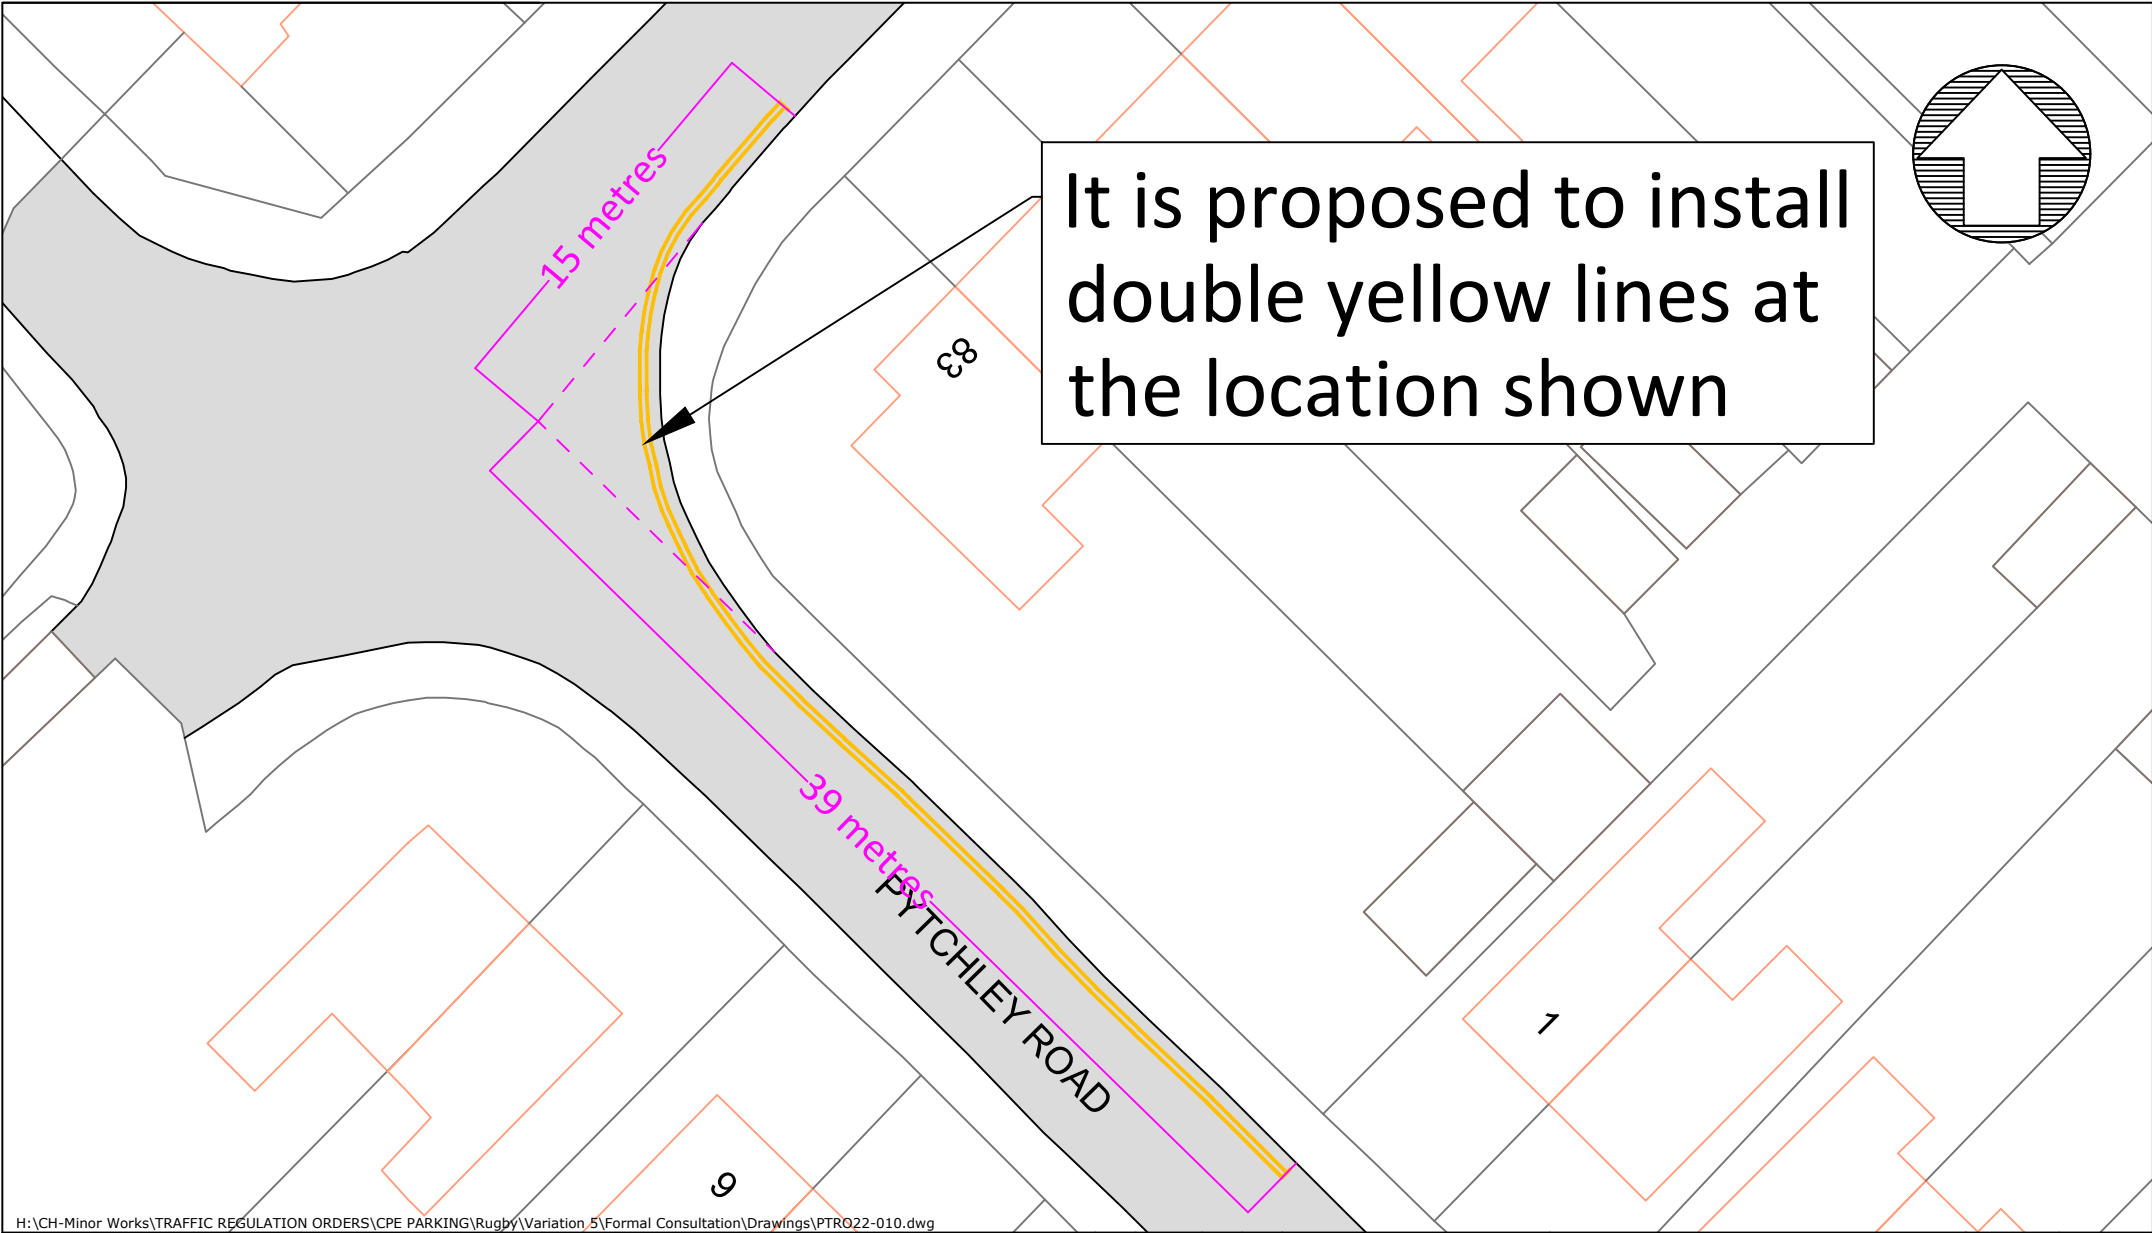 15 metres
It is proposed to install
double yellow lines at
the location shown
83
39 metres
PYTCHLEY ROAD
1
9
H:\CH-Minor Works\TRAFFIC REGULATION ORDERS\CPE PARKING\Rugby\Variation 5\Formal Consultation\Drawings\PTRO22-010.dwg